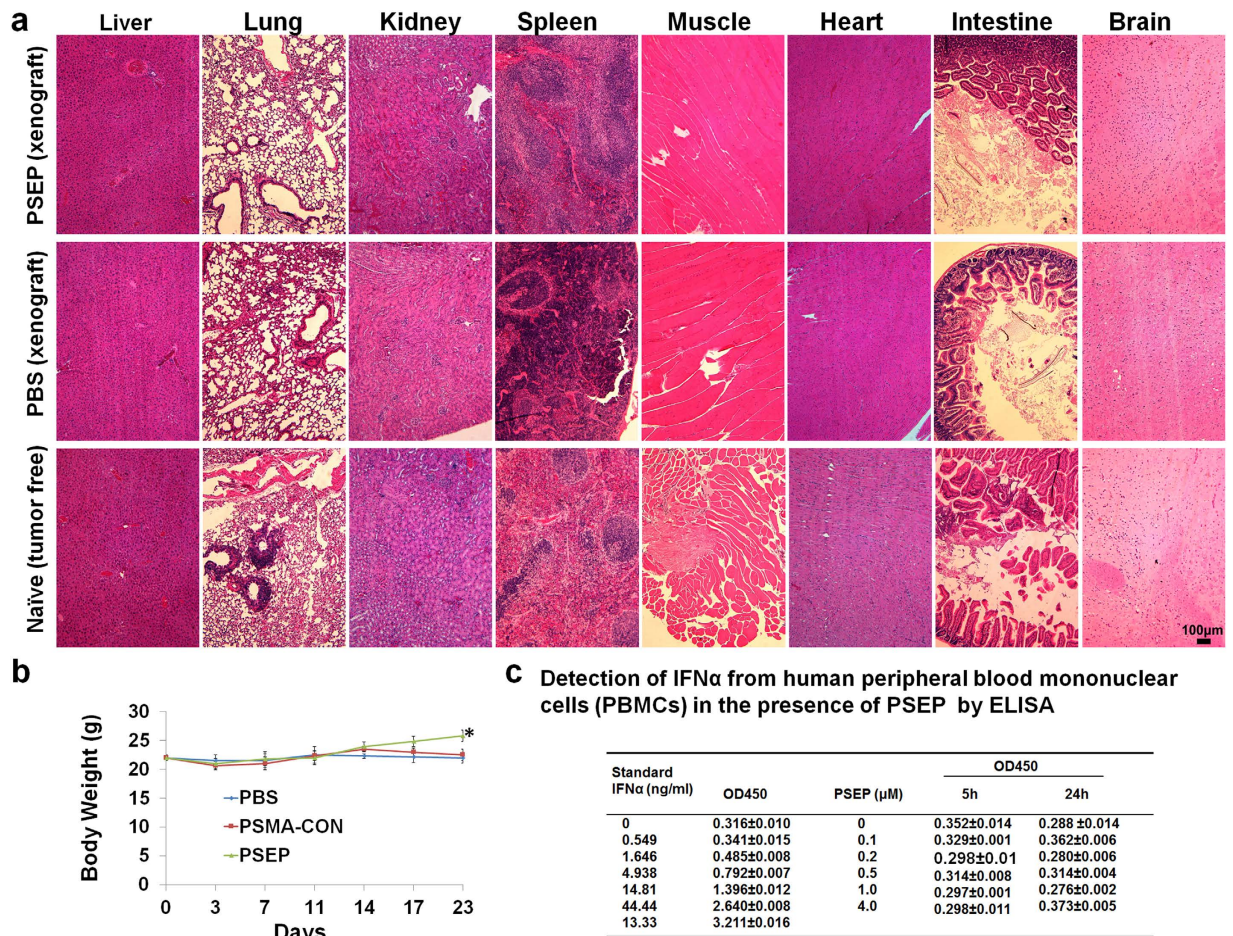 a
Liver Lung Kidney Spleen Muscle Heart Intestine Brain
PSEP (xenograft)
PBS (xenograft)
Naïve (tumor free)
100µm
b
Body Weight (g)
30
25
20
15
10
5
0
*
PBS
PSMA-CON
PSEP
0 3 7 11 14 17 23
Days
c Detection of IFNα from human peripheral blood mononuclear
cells (PBMCs) in the presence of PSEP by ELISA
Standard
IFNα (ng/ml) OD450 PSEP (µM) OD450
5h 24h
0 0.316±0.010 0 0.352±0.014 0.288 ±0.014
0.549 0.341±0.015 0.1 0.329±0.001 0.362±0.006
1.646 0.485±0.008 0.2 0.298±0.01 0.280±0.006
4.938 0.792±0.007 0.5 0.314±0.008 0.314±0.004
14.81 1.396±0.012 1.0 0.297±0.001 0.276±0.002
44.44 2.640±0.008 4.0 0.298±0.011 0.373±0.005
13.33 3.211±0.016